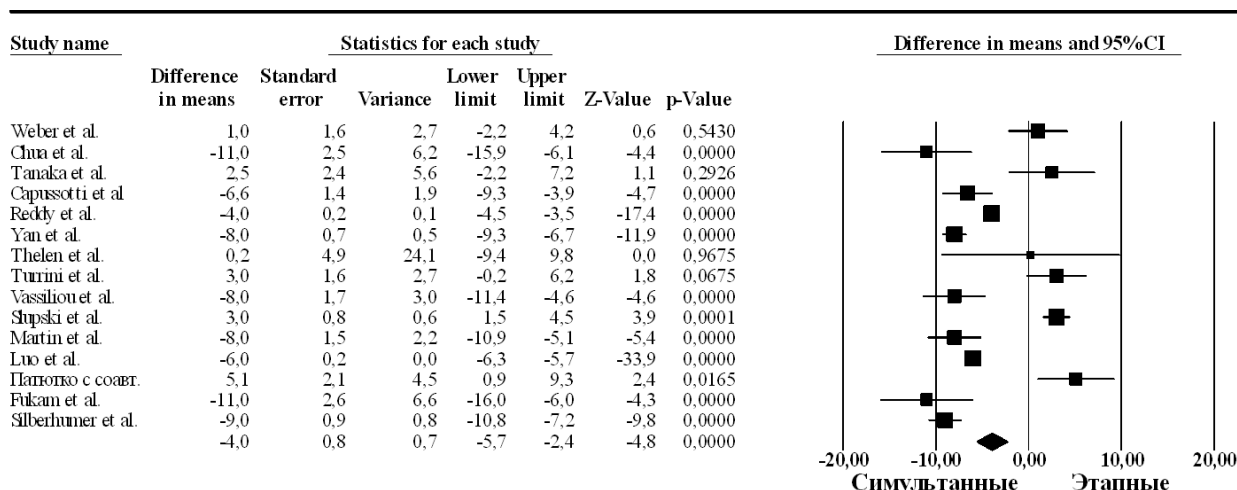 Study name Statistics for each study Difference in means and 95%CI
Difference Standard Lower Upper
in means error Variance limit limit Z-Value p-Value
Weber et al. 1,0 1,6 2,7 -2,2 4,2 0,6 0,5430
Chua et al. -11,0 2,5 6,2 -15,9 -6,1 -4,4 0,0000
Tanaka et al. 2,5 2,4 5,6 -2,2 7,2 1,1 0,2926
Capussotti et al -6,6 1,4 1,9 -9,3 -3,9 -4,7 0,0000
Reddy et al. -4,0 0,2 0,1 -4,5 -3,5 -17,4 0,0000
Yan et al. -8,0 0,7 0,5 -9,3 -6,7 -11,9 0,0000
Thelen et al. 0,2 4,9 24,1 -9,4 9,8 0,0 0,9675
Turrini et al. 3,0 1,6 2,7 -0,2 6,2 1,8 0,0675
Vassiliou et al. -8,0 1,7 3,0 -11,4 -4,6 -4,6 0,0000
Slupski et al. 3,0 0,8 0,6 1,5 4,5 3,9 0,0001
Martin et al. -8,0 1,5 2,2 -10,9 -5,1 -5,4 0,0000
Luo et al. -6,0 0,2 0,0 -6,3 -5,7 -33,9 0,0000
Патютко с соавт. 5,1 2,1 4,5 0,9 9,3 2,4 0,0165
Fukam et al. -11,0 2,6 6,6 -16,0 -6,0 -4,3 0,0000
Silberhumer et al. -9,0 0,9 0,8 -10,8 -7,2 -9,8 0,0000
-4,0 0,8 0,7 -5,7 -2,4 -4,8 0,0000
-20,00 -10,00 0,00 10,00 20,00
Симультанные Этапные